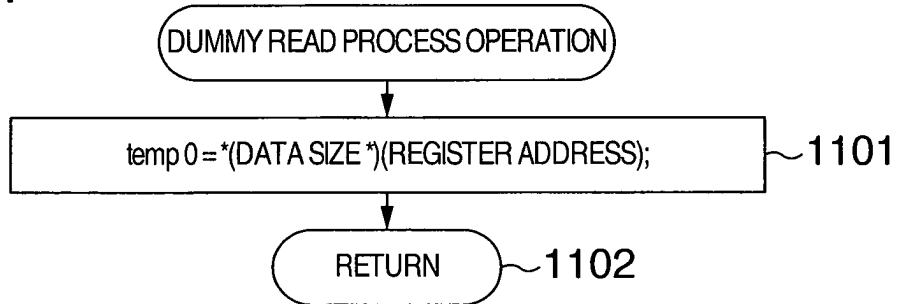 DUMMY READ PROCESS OPERATION
temp 0 = *(DATA SIZE *)(REGISTER ADDRESS);
1101
RETURN
1102